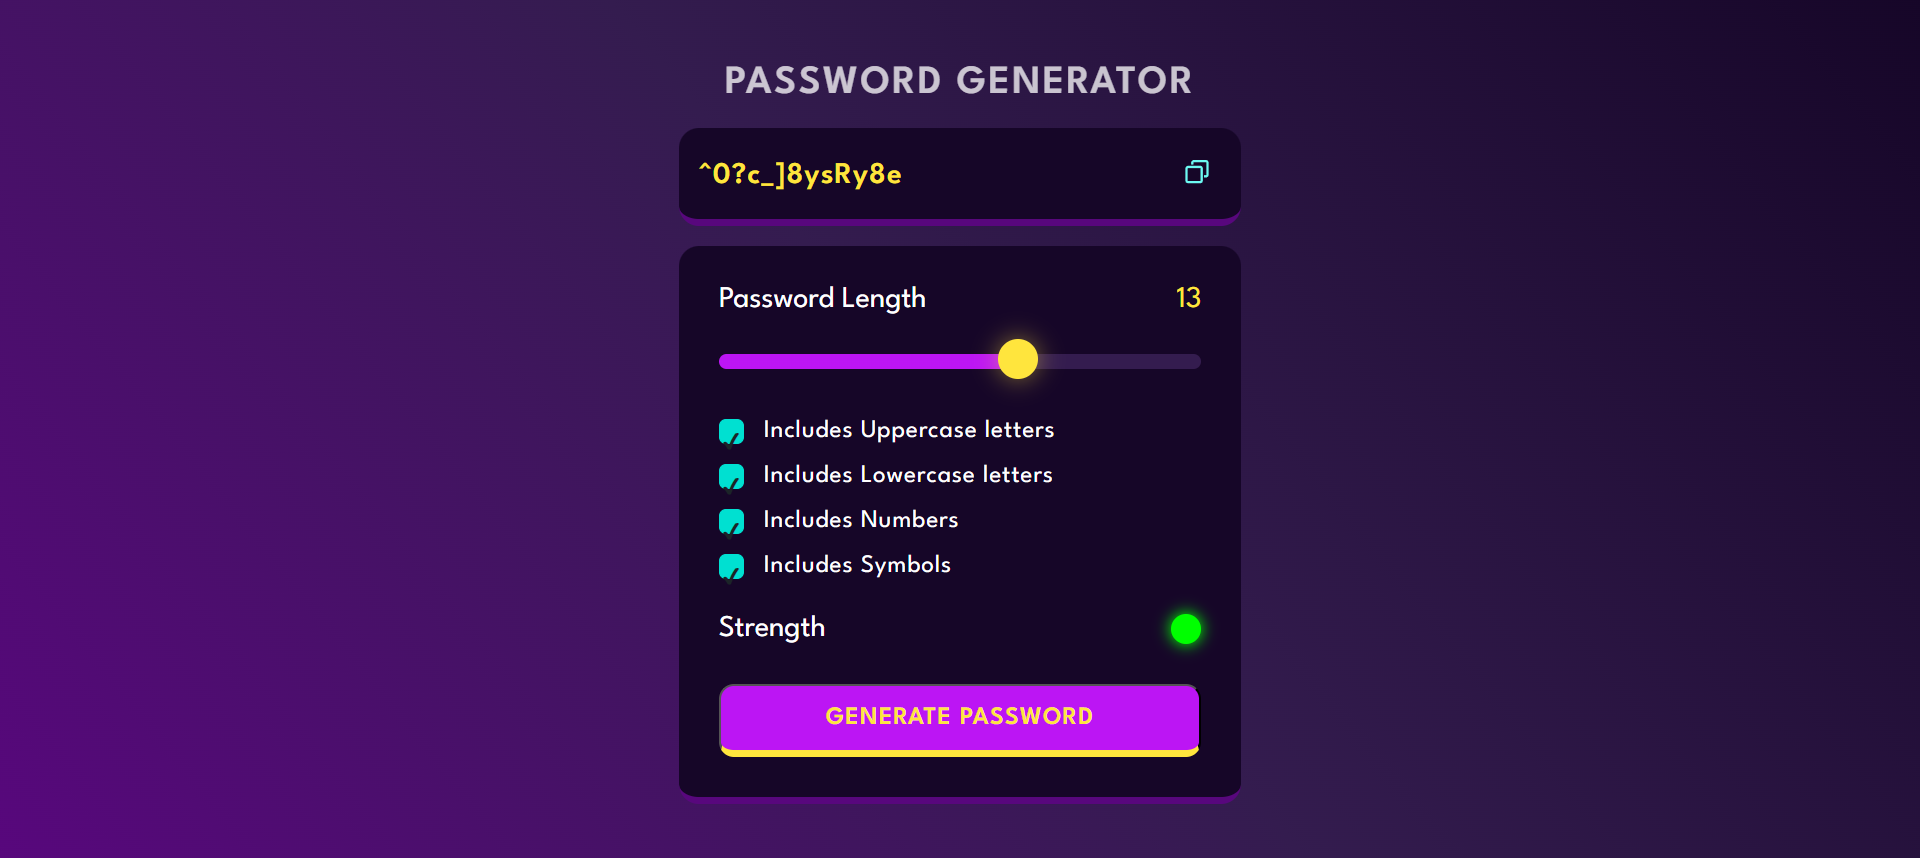 PASSWORD GENERATOR
^0?c_]8ysRy8e
Password Length 13
Includes Uppercase letters
Includes Lowercase letters
Includes Numbers
Includes Symbols
Strength
GENERATE PASSWORD